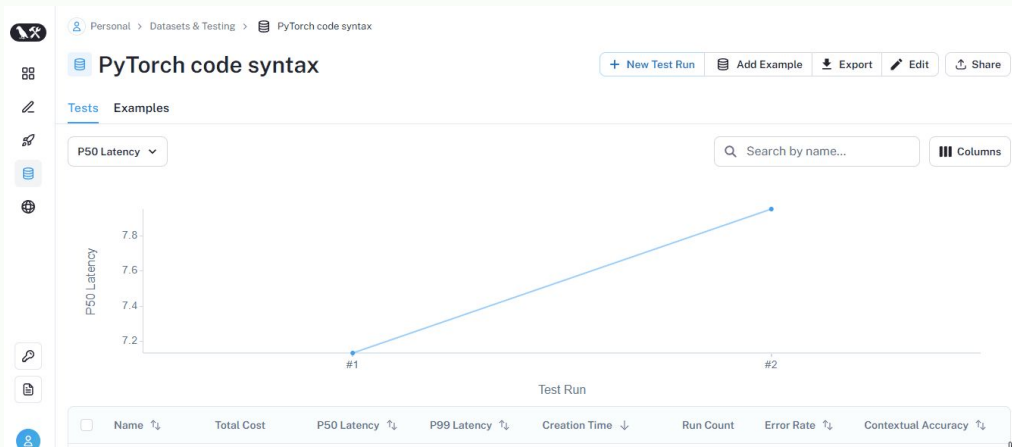 Personal > Datasets & Testing > PyTorch code syntax
PyTorch code syntax
+ New Test Run
Add Example
Export
Edit
Share
Tests
Examples
P50 Latency
Search by name...
Columns
P50 Latency
7.8
7.6
7.4
7.2
#1
#2
Test Run
Name
Total Cost
P50 Latency
P99 Latency
Creation Time
Run Count
Error Rate
Contextual Accuracy